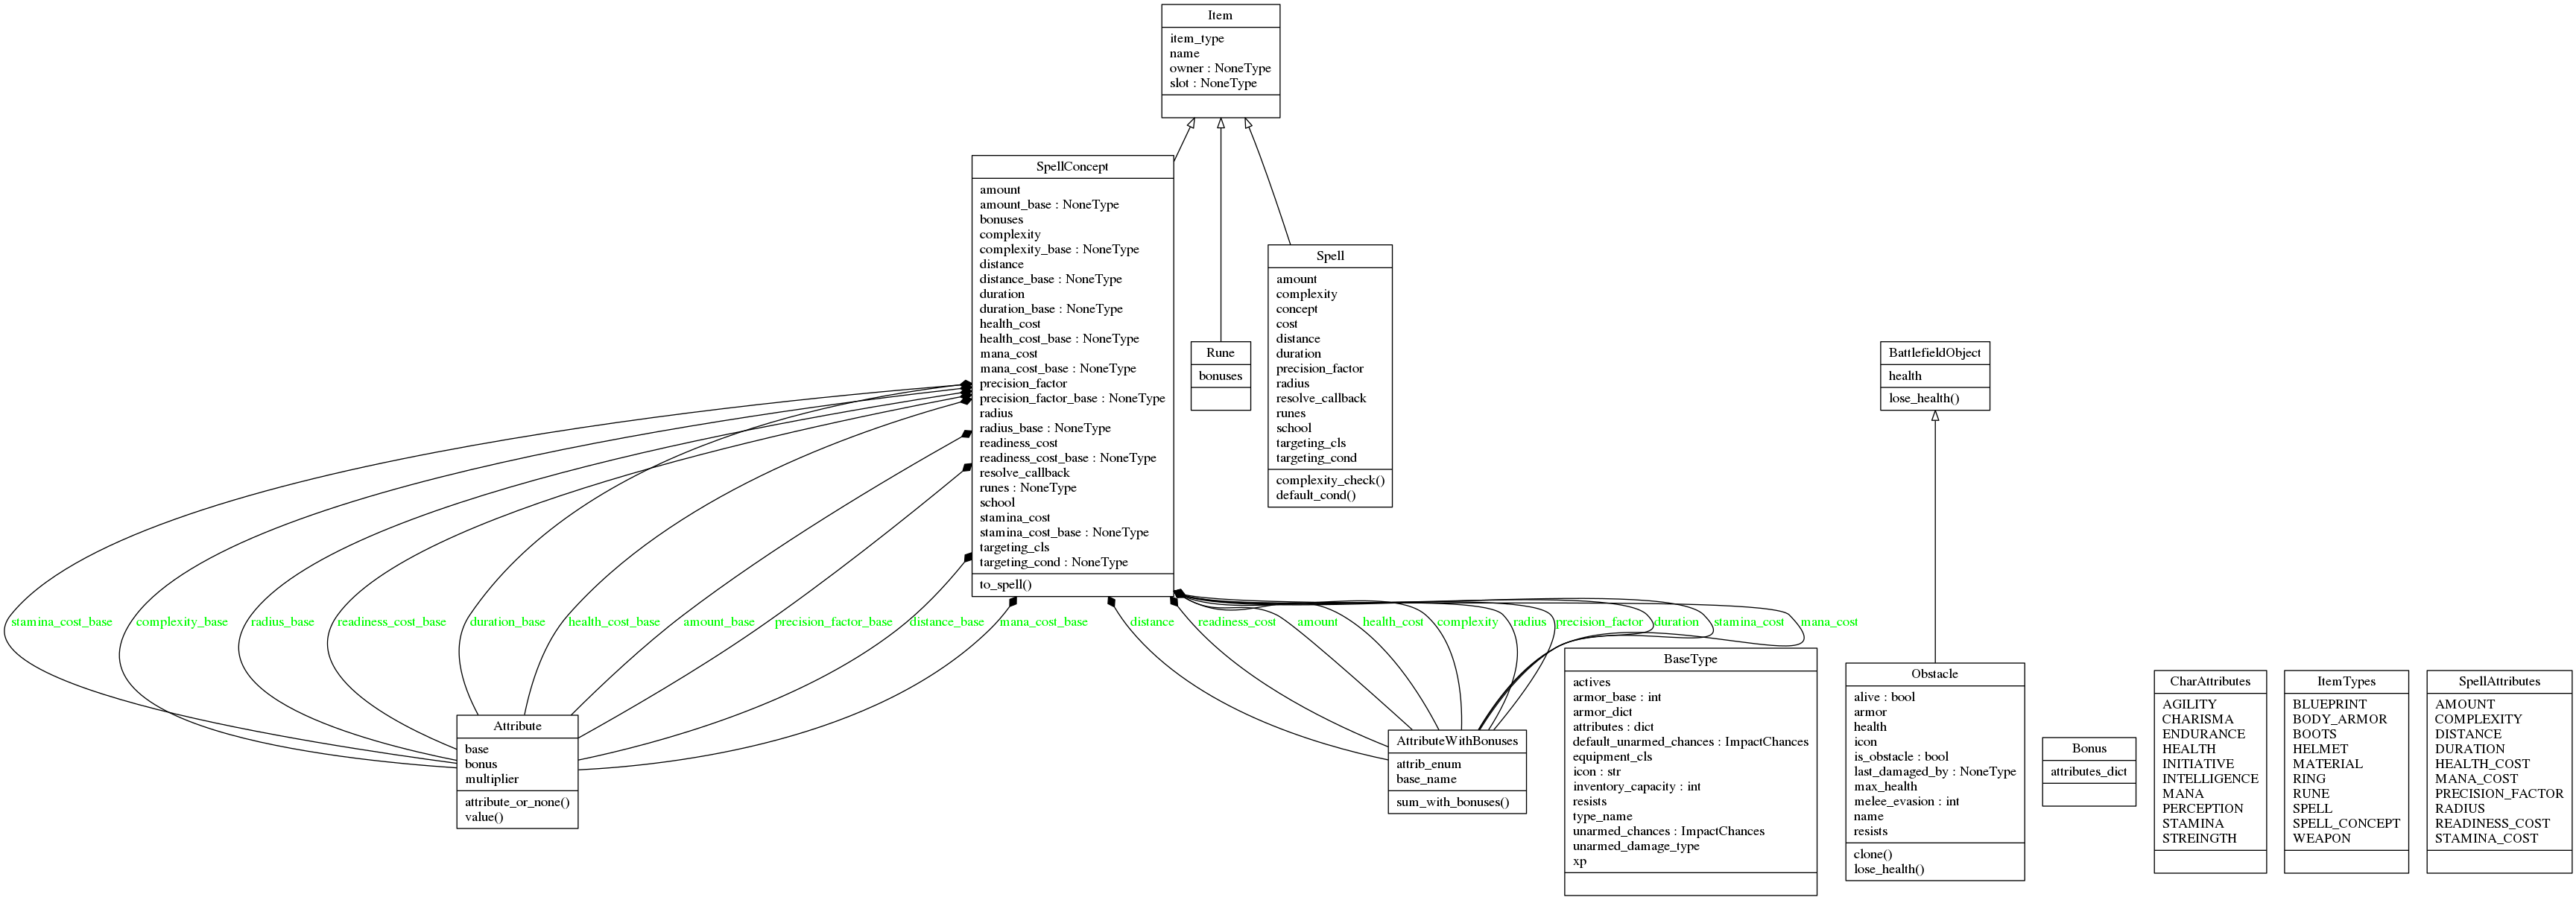 Item
item_type
name
owner : NoneType
slot : NoneType
SpellConcept
amount
amount_base : NoneType
bonuses
complexity
complexity_base : NoneType
distance
distance_base : NoneType
duration
duration_base : NoneType
health_cost
health_cost_base : NoneType
mana_cost
mana_cost_base : NoneType
precision_factor
precision_factor_base : NoneType
radius
radius_base : NoneType
readiness_cost
readiness_cost_base : NoneType
resolve_callback
runes : NoneType
school
stamina_cost
stamina_cost_base : NoneType
targeting_cls
targeting_cond : NoneType
to_spell()
Rune
bonuses
Spell
amount
complexity
concept
cost
distance
duration
precision_factor
radius
resolve_callback
runes
school
targeting_cls
targeting_cond
complexity_check()
default_cond()
BattlefieldObject
health
lose_health()
stamina_cost_base
complexity_base
radius_base
readiness_cost_base
duration_base
health_cost_base
amount_base
precision_factor_base
distance_base
mana_cost_base
distance
readiness_cost
amount
health_cost
complexity
radius
precision_factor
duration
stamina_cost
mana_cost
Attribute
base
bonus
multiplier
attribute_or_none()
value()
AttributeWithBonuses
attrib_enum
base_name
sum_with_bonuses()
BaseType
actives
armor_base : int
armor_dict
attributes : dict
default_unarmed_chances : ImpactChances
equipment_cls
icon : str
inventory_capacity : int
resists
type_name
unarmed_chances : ImpactChances
unarmed_damage_type
xp
Obstacle
alive : bool
armor
health
icon
is_obstacle : bool
last_damaged_by : NoneType
max_health
melee_evasion : int
name
resists
clone()
lose_health()
Bonus
attributes_dict
CharAttributes
AGILITY
CHARISMA
ENDURANCE
HEALTH
INITIATIVE
INTELLIGENCE
MANA
PERCEPTION
STAMINA
STREINGTH
ItemTypes
BLUEPRINT
BODY_ARMOR
BOOTS
HELMET
MATERIAL
RING
RUNE
SPELL
SPELL_CONCEPT
WEAPON
SpellAttributes
AMOUNT
COMPLEXITY
DISTANCE
DURATION
HEALTH_COST
MANA_COST
PRECISION_FACTOR
RADIUS
READINESS_COST
STAMINA_COST